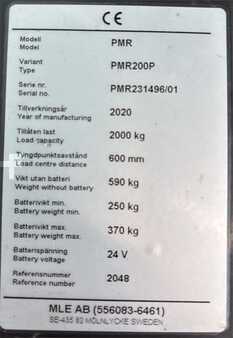 CE
Modell PMR
Model
Variant PMR200P
Type
Serie nr. PMR231496/01
Serial no.
Tillverkningsår 2020
Year of manufacturing
Tillåten last 2000 kg
Load capacity
Tyngdpunktsavstånd 600 mm
Load centre distance
Vikt utan batteri 590 kg
Weight without battery
Batterivikt min. 250 kg
Battery weight min.
Batterivikt max. 370 kg
Battery weight max.
Batterispänning 24 V
Battery voltage
Referensnummer 2048
Reference number
MLE AB (556083-6461)
SE-435 82 MÖLNLYCKE SWEDEN